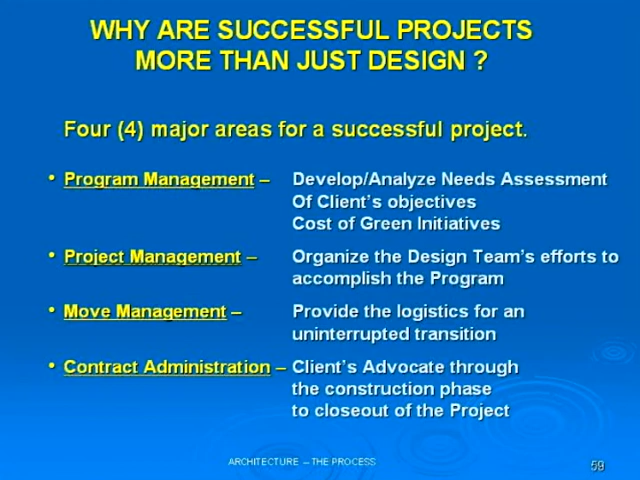 WHY ARE SUCCESSFUL PROJECTS
MORE THAN JUST DESIGN ?
Four (4) major areas for a successful project.
• Program Management – Develop/Analyze Needs Assessment
Of Client's objectives
Cost of Green Initiatives
• Project Management – Organize the Design Team's efforts to
accomplish the Program
• Move Management – Provide the logistics for an
uninterrupted transition
• Contract Administration – Client's Advocate through
the construction phase
to closeout of the Project
ARCHITECTURE – THE PROCESS
59